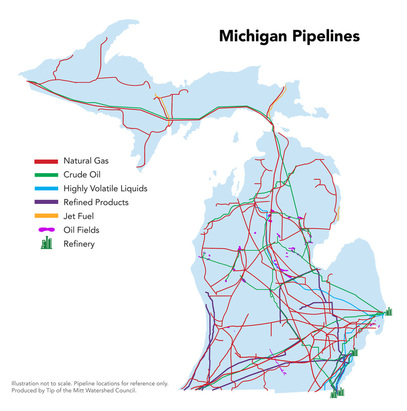 Michigan Pipelines
Natural Gas
Crude Oil
Highly Volatile Liquids
Refined Products
Jet Fuel
Oil Fields
Refinery
Illustration not to scale. Pipeline locations for reference only.
Produced by Tip of the Mitt Watershed Council.